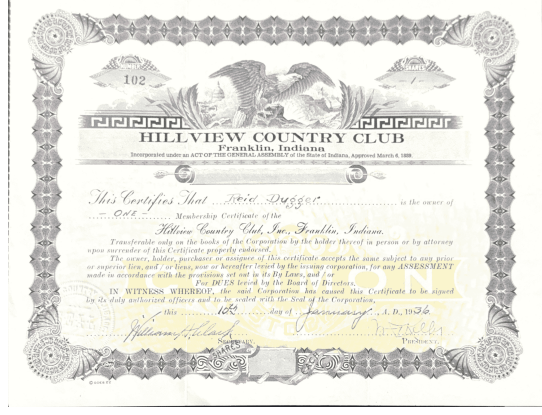 NUMBER
SHARES
102
-1-
HILLVIEW COUNTRY CLUB
Franklin, Indiana
Incorporated under an ACT OF THE GENERAL ASSEMBLY of the State of Indiana, Approved March 8, 1889.
This Certifies That Reid Dugger is the owner of
- ONE - Membership Certificate of the
Hillview Country Club, Inc., Franklin, Indiana.
Transferable only on the books of the Corporation by the holder thereof in person or by attorney
upon surrender of this Certificate properly endorsed.
The owner, holder, purchaser or assignee of this certificate accepts the same subject to any prior
or superior lien, and / or liens, now or hereafter levied by the issuing corporation, for any ASSESSMENT
made in accordance with the provisions set out in its By Laws, and / or
For DUES levied by the Board of Directors.
IN WITNESS WHEREOF, the said Corporation has caused this Certificate to be signed
by its duly authorized officers and to be sealed with the Seal of the Corporation,
this 10th day of January A. D., 1936.
William H. Clark
SECRETARY.
PRESIDENT.
SHARES